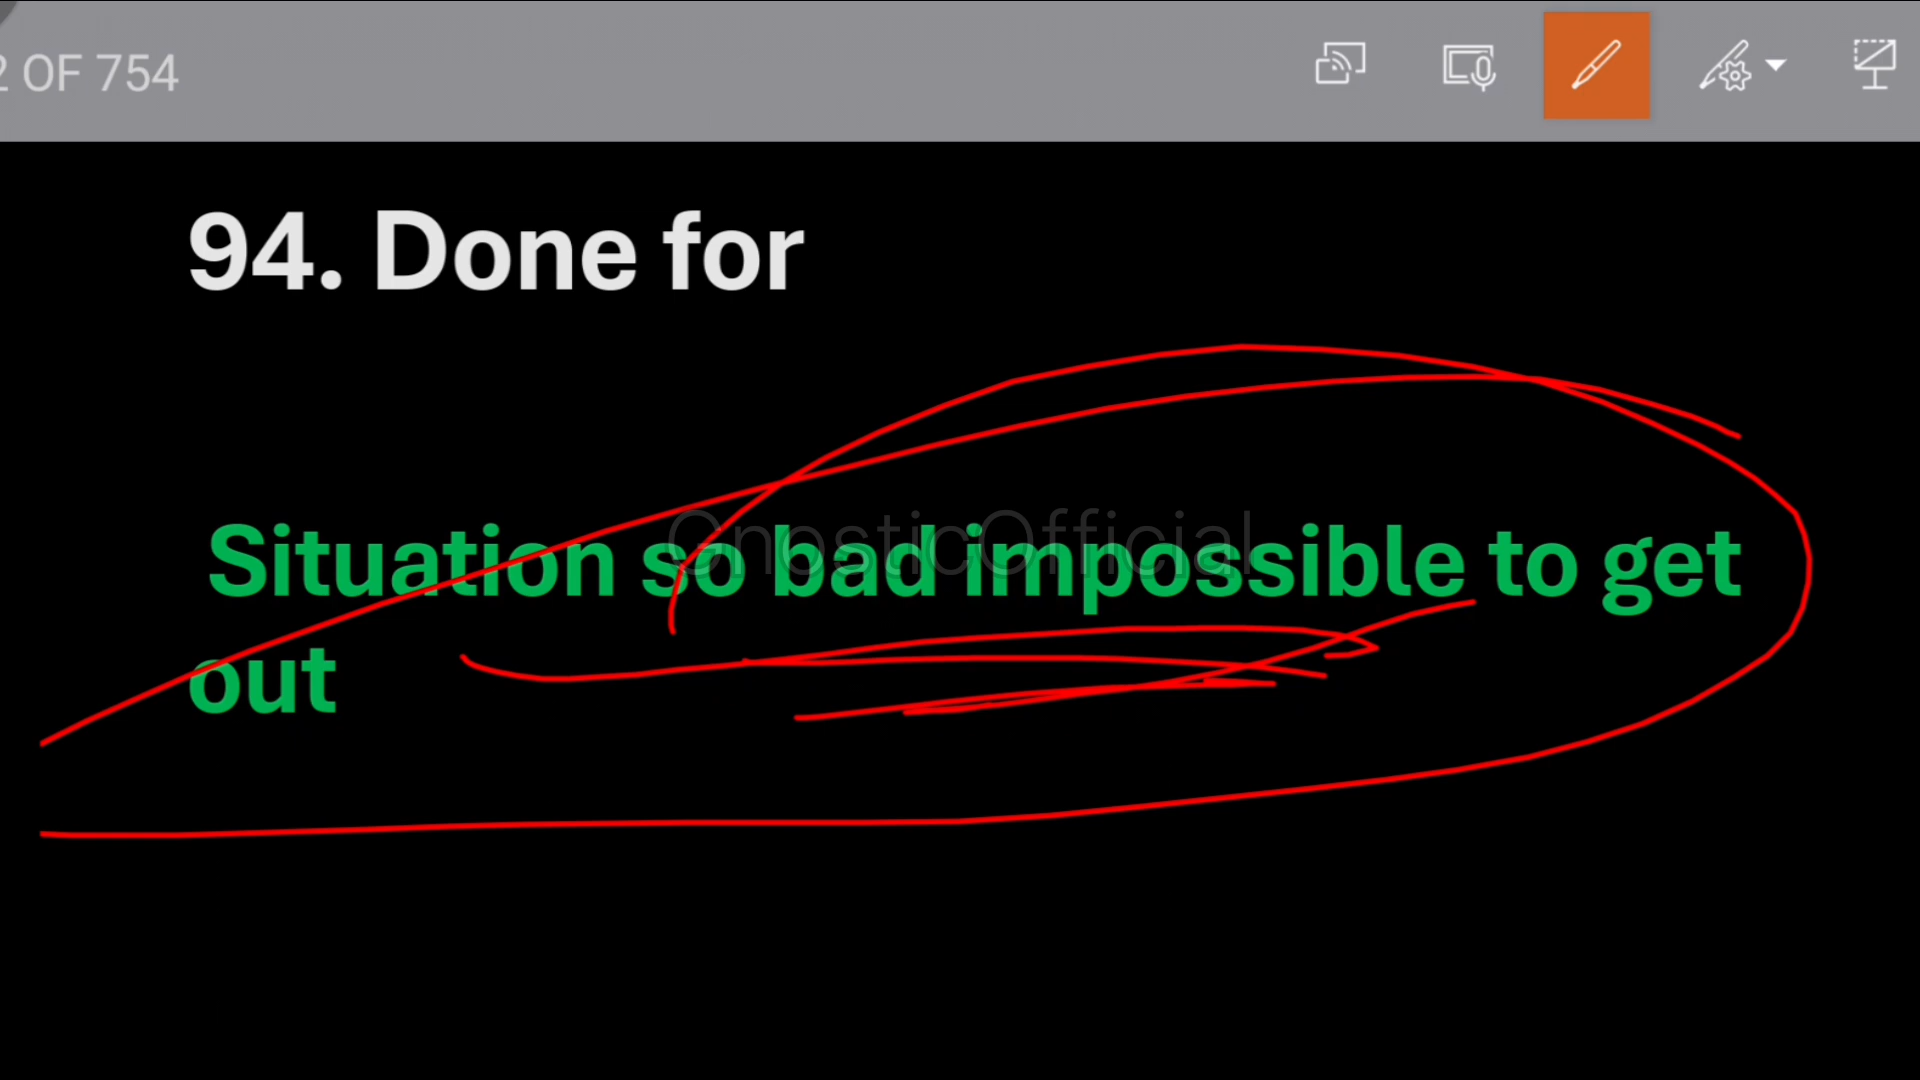 2 OF 754
94. Done for
GnosticOfficial
Situation so bad impossible to get
out